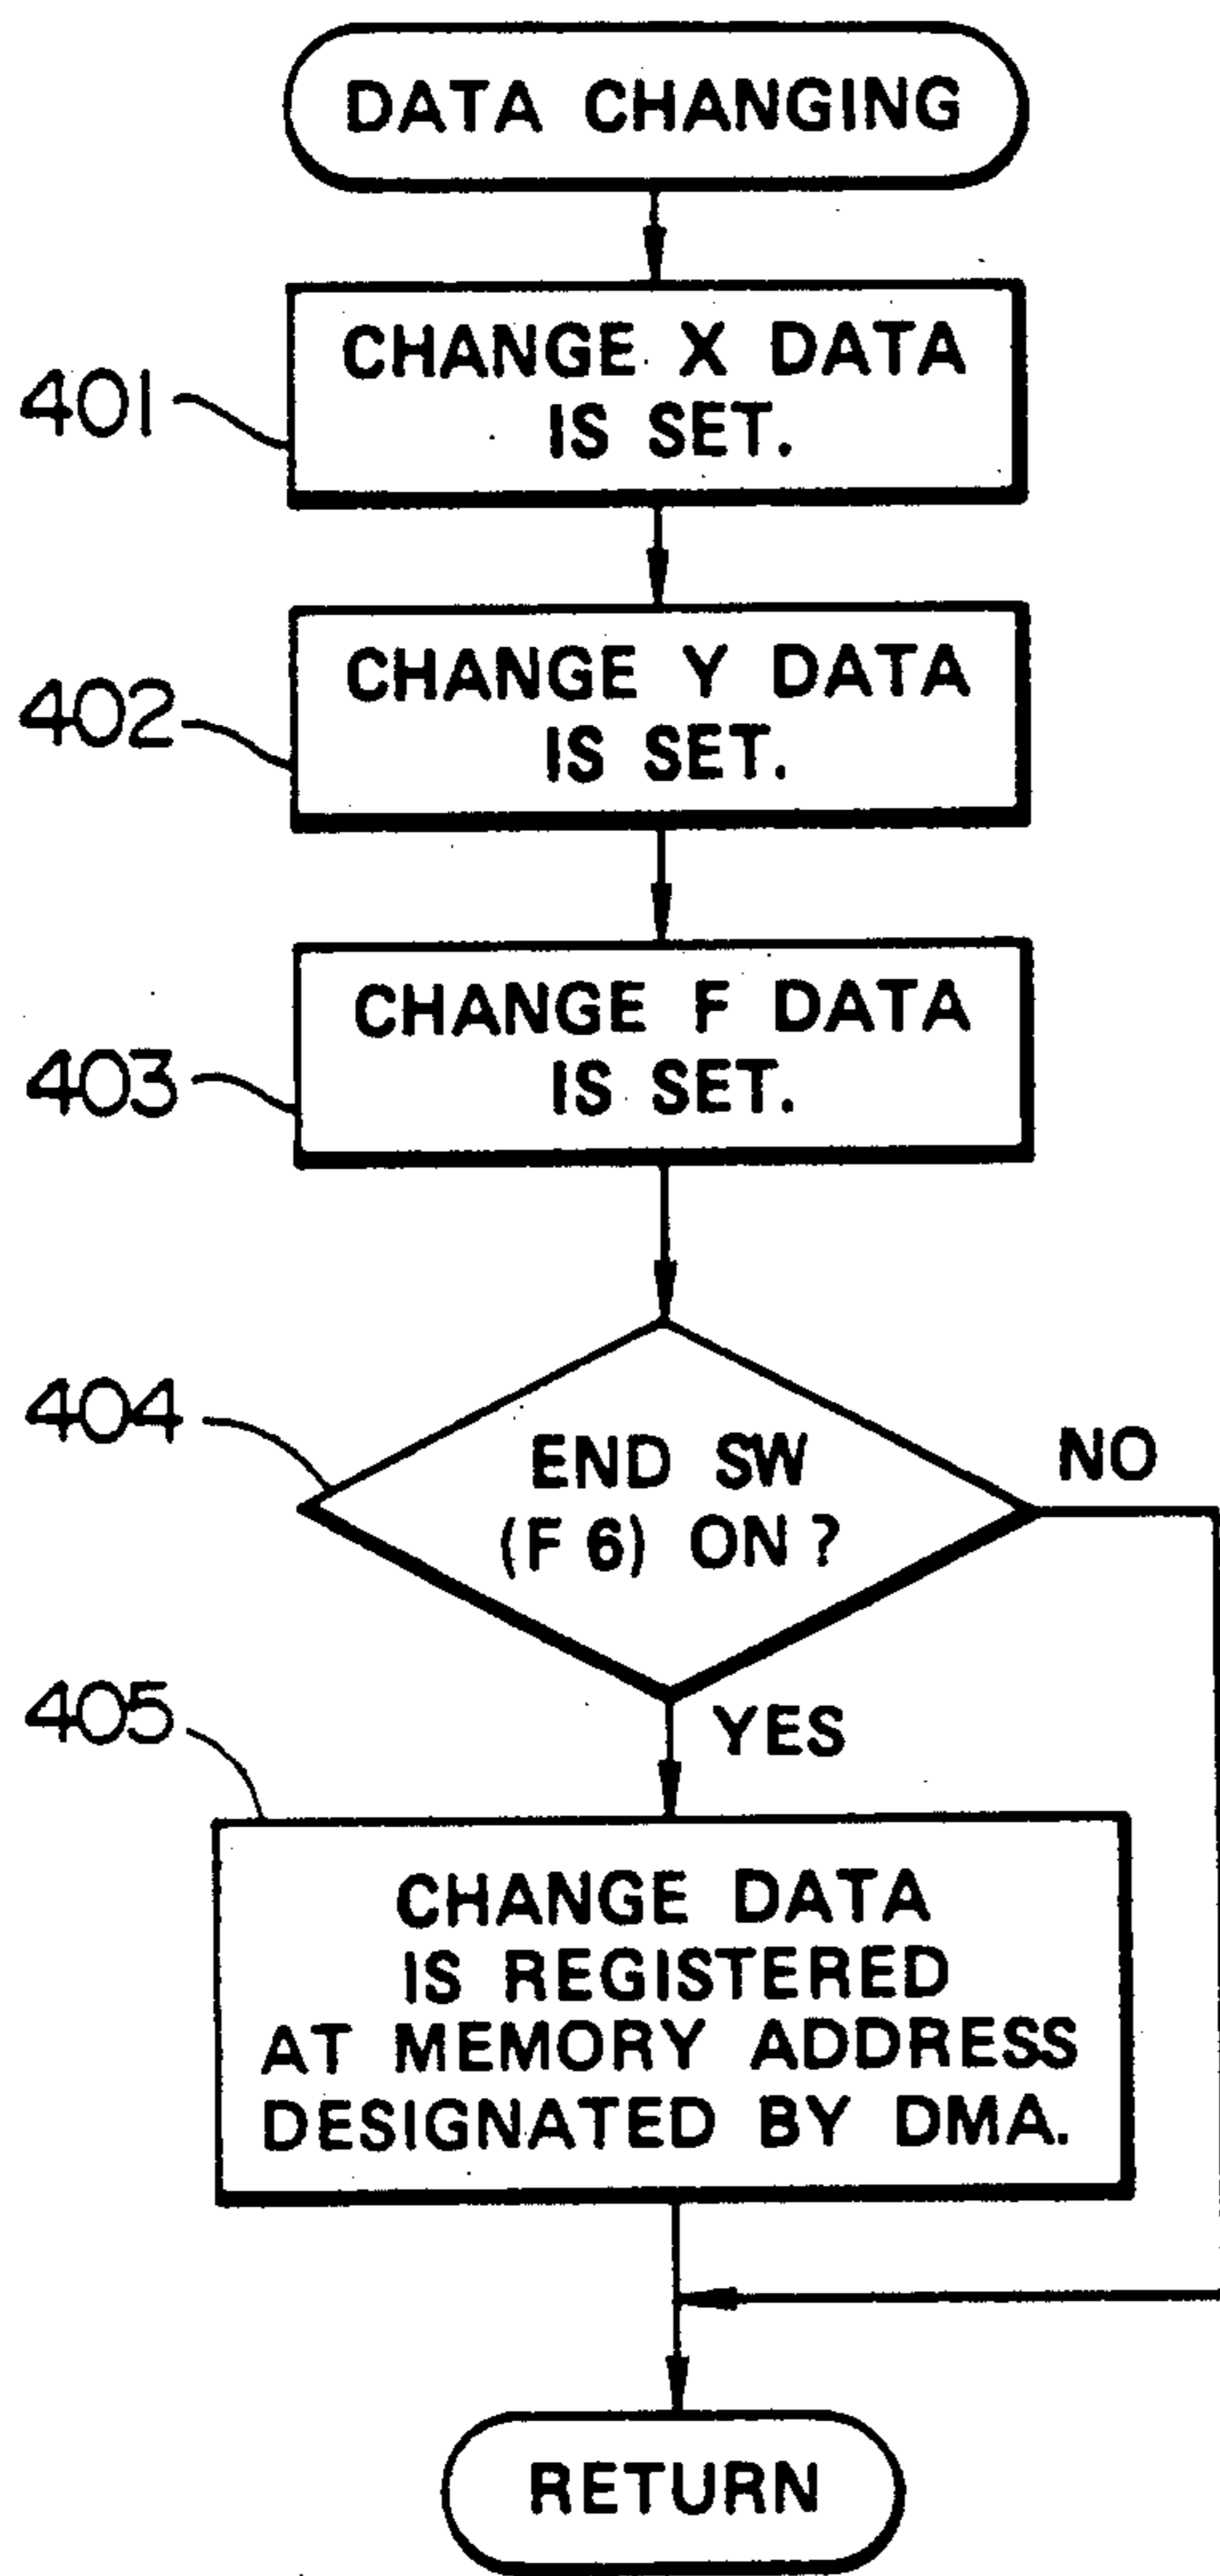 DATA CHANGING
401
CHANGE X DATA
IS SET.
402
CHANGE Y DATA
IS SET.
403
CHANGE F DATA
IS SET.
404
END SW
(F6) ON?
NO
YES
405
CHANGE DATA
IS REGISTERED
AT MEMORY ADDRESS
DESIGNATED BY DMA.
RETURN